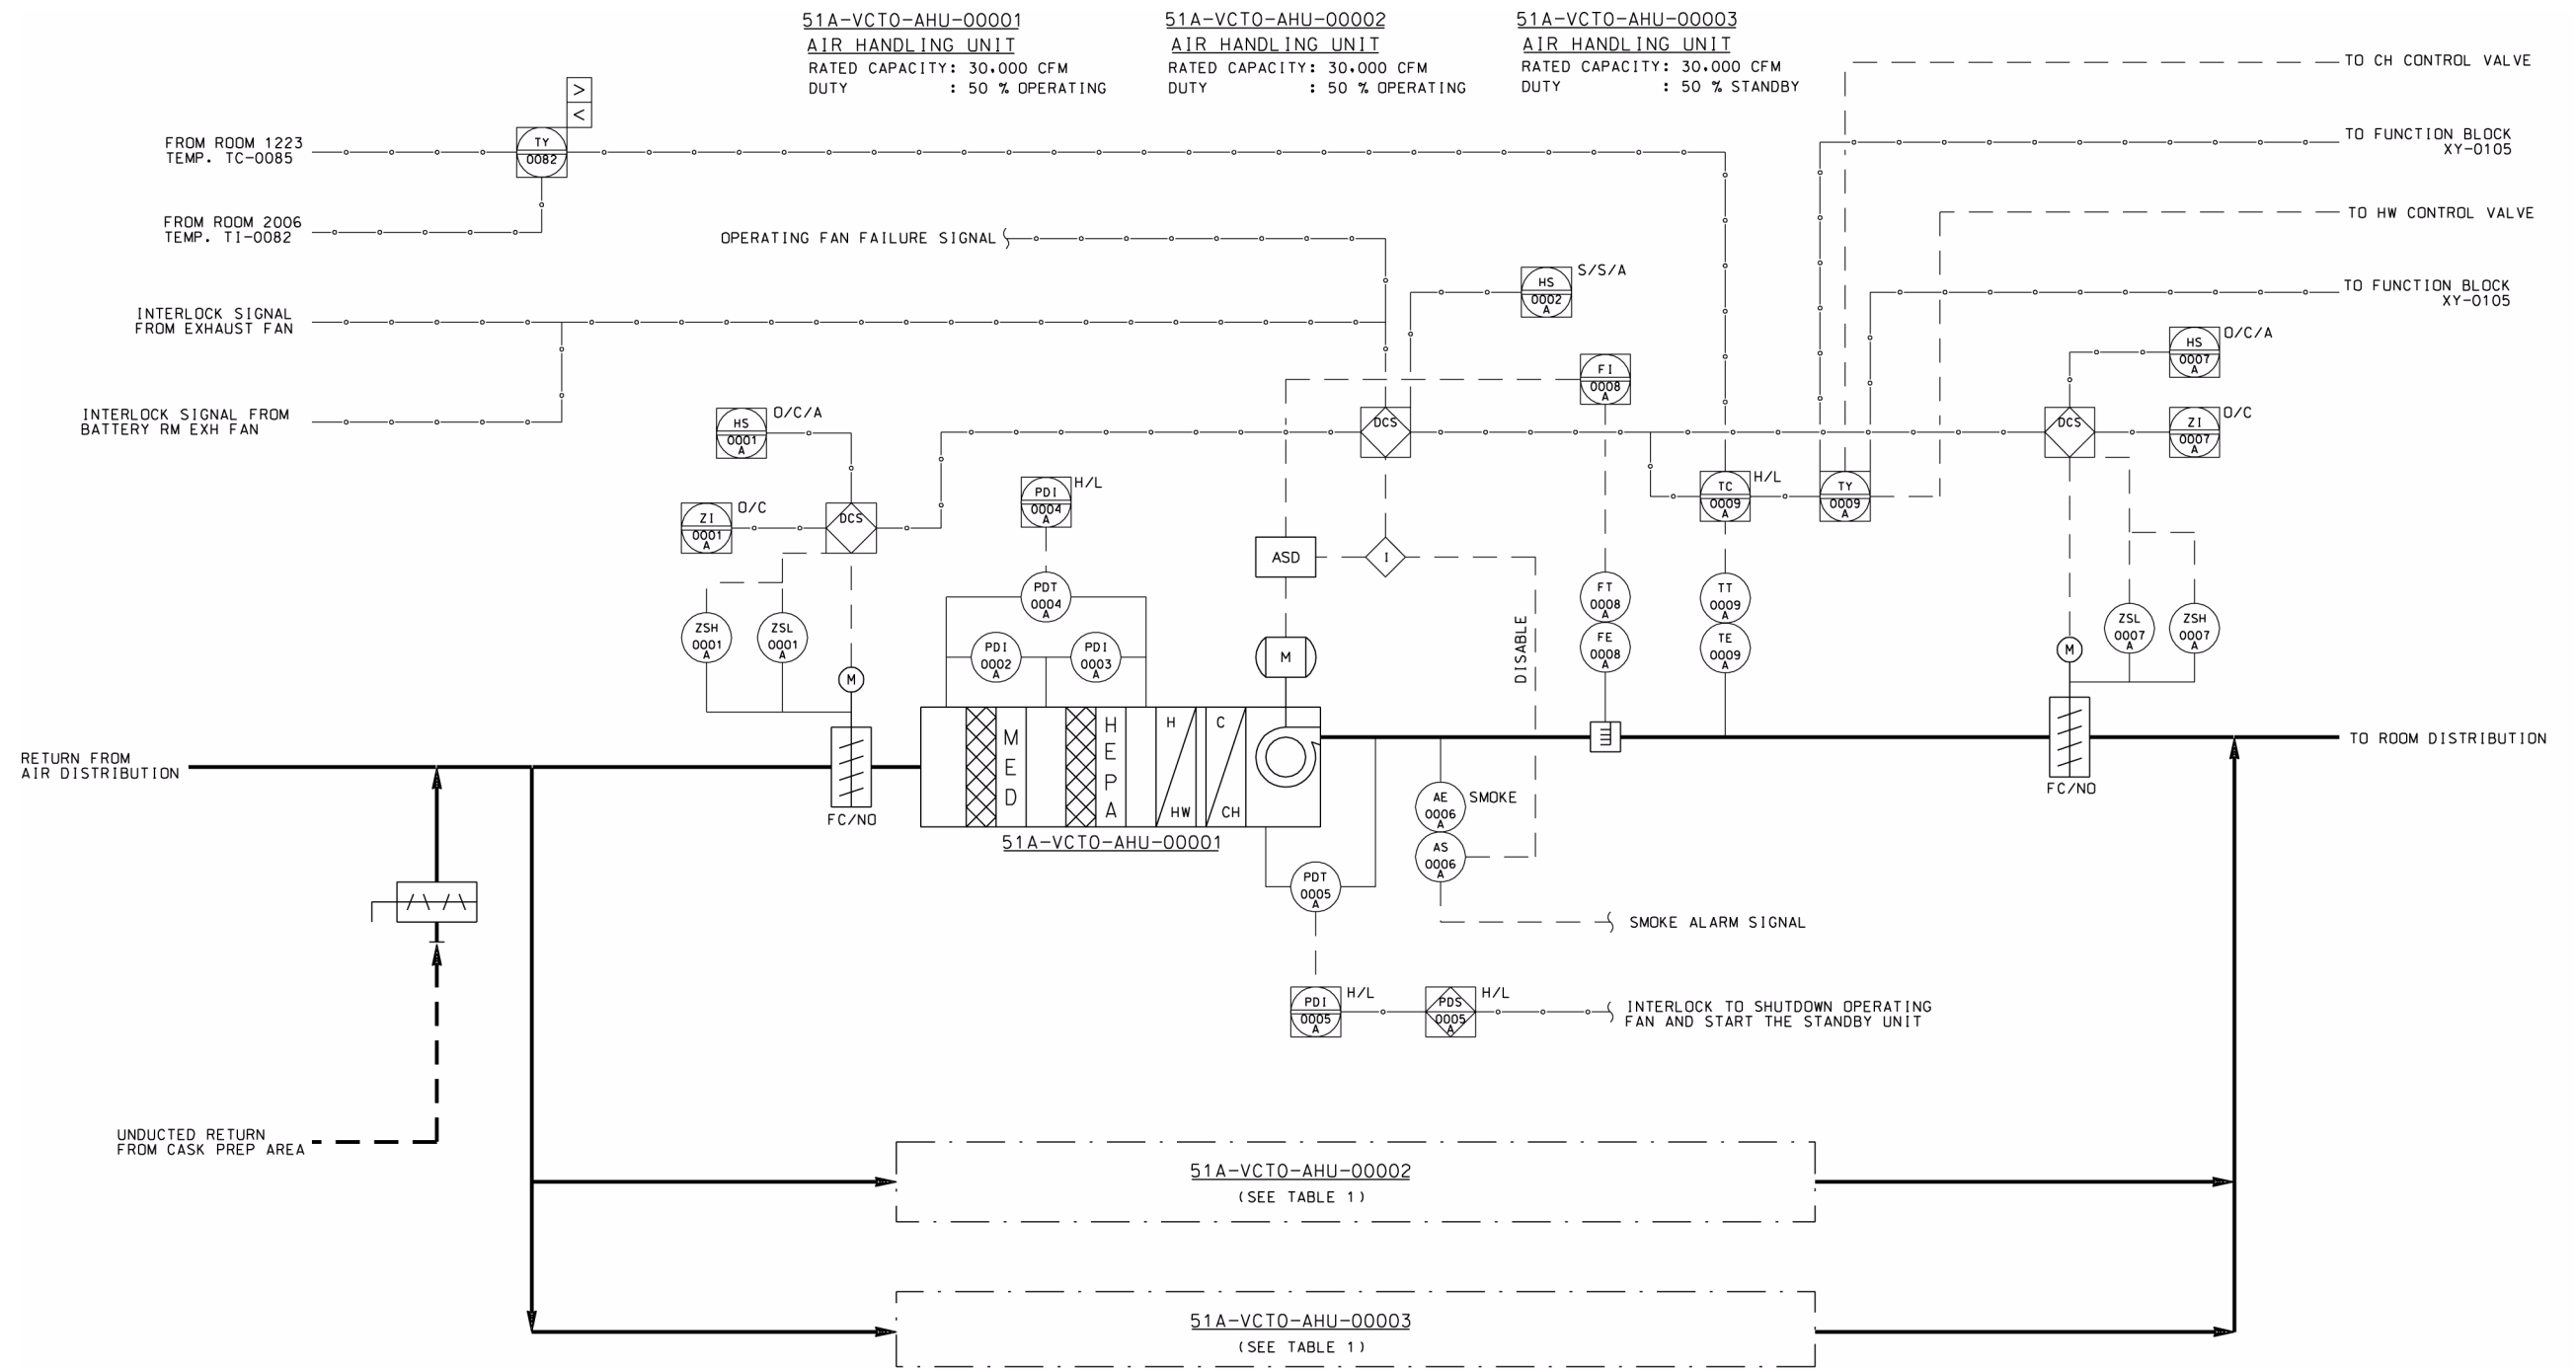 51A-VCTO-AHU-00001
AIR HANDLING UNIT
RATED CAPACITY: 30,000 CFM
DUTY : 50 % OPERATING
51A-VCTO-AHU-00002
AIR HANDLING UNIT
RATED CAPACITY: 30,000 CFM
DUTY : 50 % OPERATING
51A-VCTO-AHU-00003
AIR HANDLING UNIT
RATED CAPACITY: 30,000 CFM
DUTY : 50 % STANDBY
TO CH CONTROL VALVE
>
<
FROM ROOM 1223
TEMP. TC-0085
TY
0082
TO FUNCTION BLOCK
XY-0105
FROM ROOM 2006
TEMP. TI-0082
OPERATING FAN FAILURE SIGNAL
TO HW CONTROL VALVE
HS
0002
A
S/S/A
TO FUNCTION BLOCK
XY-0105
INTERLOCK SIGNAL
FROM EXHAUST FAN
HS
0007
A
O/C/A
FI
0008
A
INTERLOCK SIGNAL FROM
BATTERY RM EXH FAN
HS
0001
A
O/C/A
DCS
DCS
ZI
0007
A
O/C
PDI
0004
A
H/L
TC
0009
A
H/L
TY
0009
A
ZI
0001
A
O/C
DCS
ASD
I
PDT
0004
A
FT
0008
A
TT
0009
A
ZSH
0001
A
ZSL
0001
A
PDI
0002
A
PDI
0003
A
M
DISABLE
FE
0008
A
TE
0009
A
M
ZSL
0007
A
ZSH
0007
A
M
RETURN FROM
AIR DISTRIBUTION
FC/NO
MED
HEPA
H
HW
C
CH
51A-VCTO-AHU-00001
TO ROOM DISTRIBUTION
FC/NO
AE
0006
A
SMOKE
AS
0006
A
PDT
0005
A
SMOKE ALARM SIGNAL
PDI
0005
A
H/L
PDS
0005
A
H/L
INTERLOCK TO SHUTDOWN OPERATING
FAN AND START THE STANDBY UNIT
UNDUCTED RETURN
FROM CASK PREP AREA
51A-VCTO-AHU-00002
(SEE TABLE 1)
51A-VCTO-AHU-00003
(SEE TABLE 1)